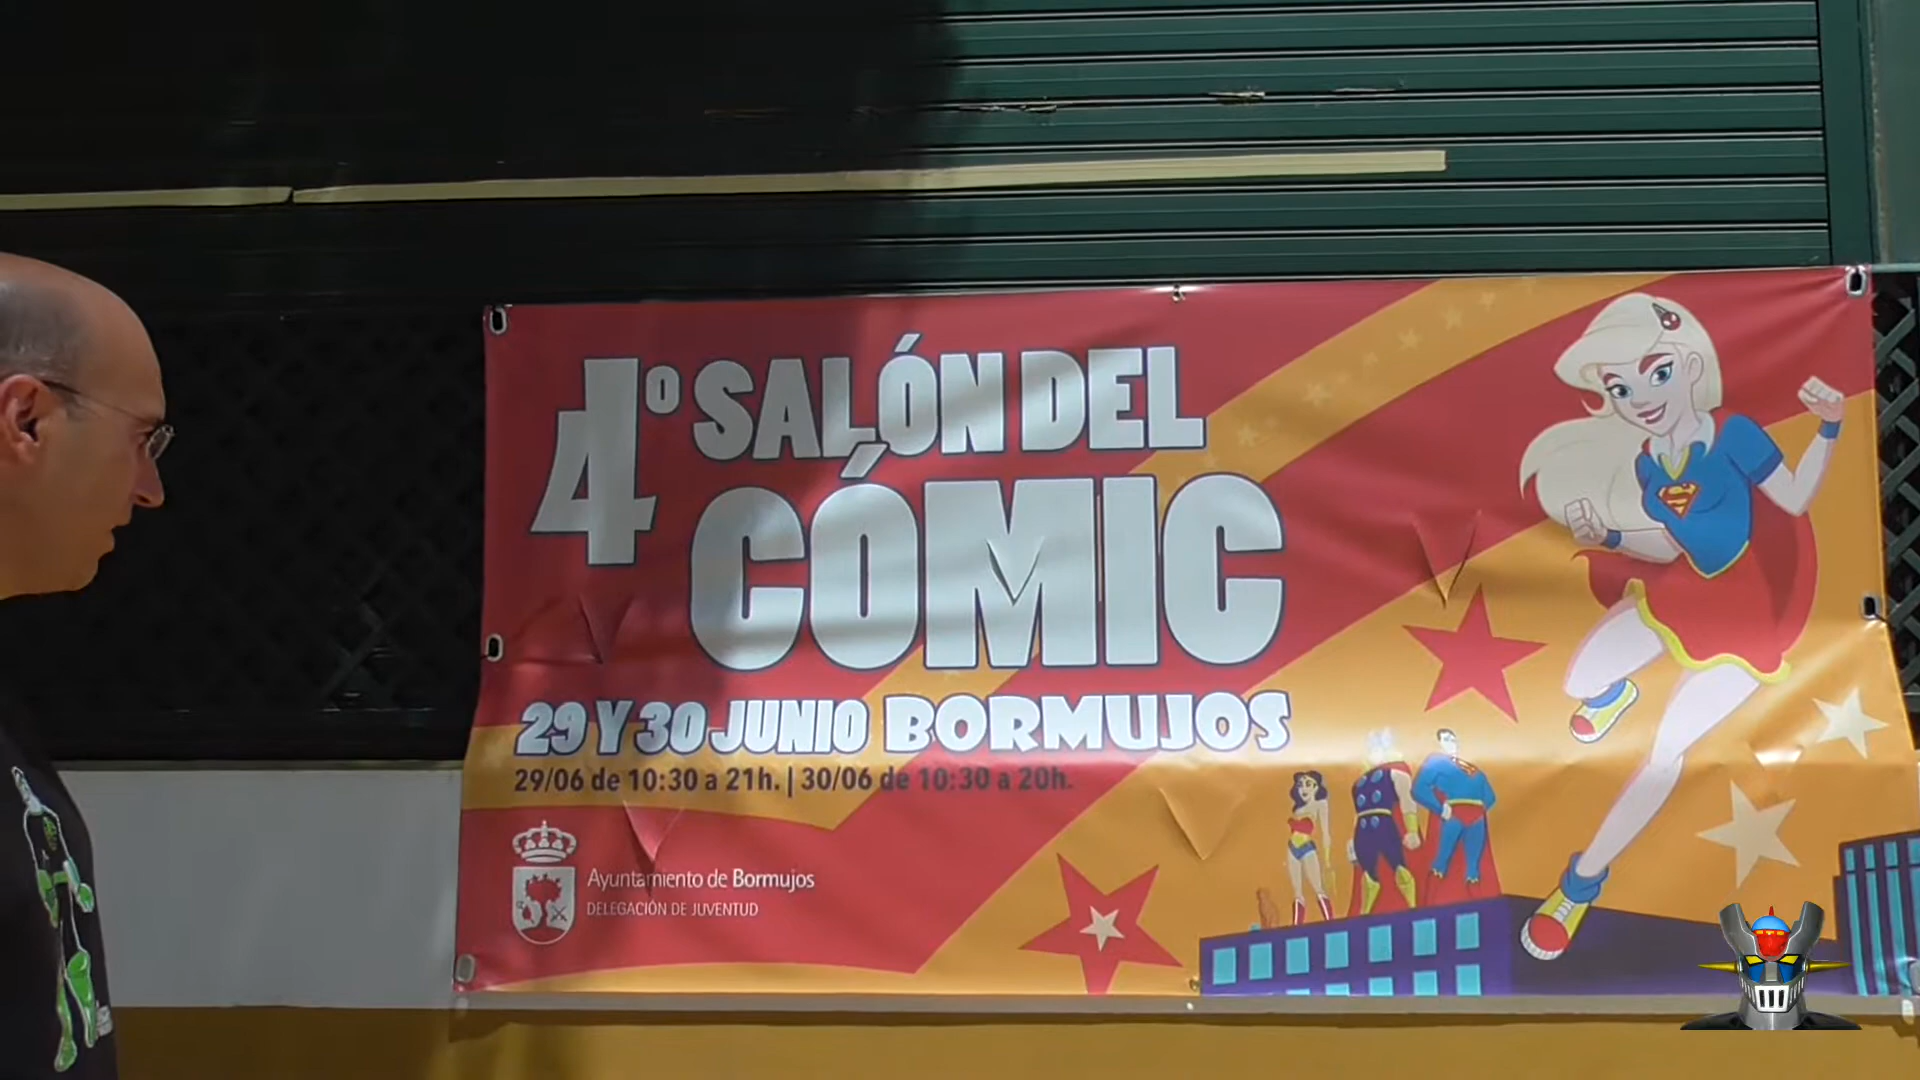 4º SALÓN DEL
CÓMIC
29 Y 30 JUNIO BORMUJOS
29/06 de 10:30 a 21h. | 30/06 de 10:30 a 20h.
Ayuntamiento de Bormujos
DELEGACIÓN DE JUVENTUD